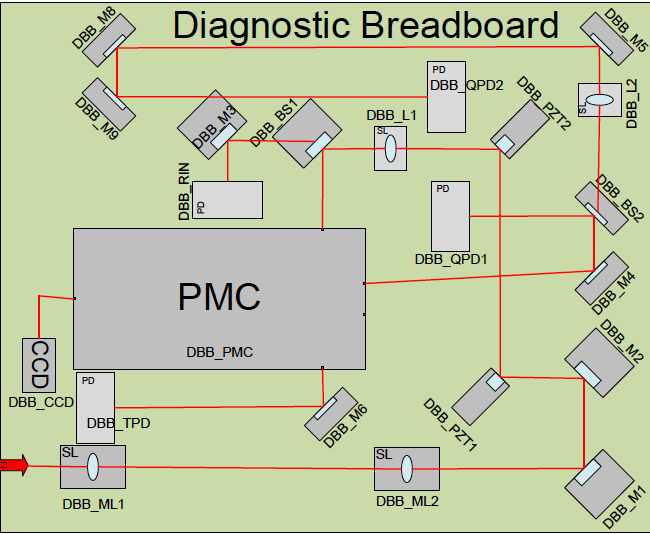 Diagnostic Breadboard
DBB_M8
DBB_M5
PD
DBB_QPD2
DBB_L2
SL
DBB_M9
DBB_M3
DBB_BS1
DBB_L1
SL
DBB_PZT2
DBB_RIN
PD
PD
DBB_BS2
DBB_QPD1
DBB_M4
PMC
DBB_PMC
CCD
DBB_CCD
PD
DBB_TPD
DBB_M6
DBB_PZT1
DBB_M2
SL
DBB_ML1
SL
DBB_ML2
DBB_M1